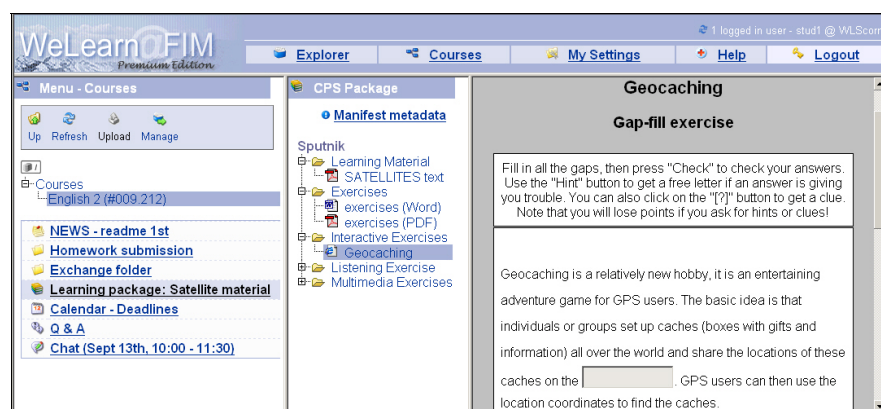 WeLearn@FIM
Premium Edition
1 logged in user - stud1 @ WLScorm
Explorer
Courses
My Settings
Help
Logout
Menu - Courses
Up
Refresh
Upload
Manage
/
Courses
English 2 (#009.212)
NEWS - readme 1st
Homework submission
Exchange folder
Learning package: Satellite material
Calendar - Deadlines
Q & A
Chat (Sept 13th, 10:00 - 11:30)
CPS Package
Manifest metadata
Sputnik
Learning Material
SATELLITES text
Exercises
exercises (Word)
exercises (PDF)
Interactive Exercises
Geocaching
Listening Exercise
Multimedia Exercises
Geocaching
Gap-fill exercise
Fill in all the gaps, then press "Check" to check your answers.
Use the "Hint" button to get a free letter if an answer is giving
you trouble. You can also click on the "[?]" button to get a clue.
Note that you will lose points if you ask for hints or clues!
Geocaching is a relatively new hobby, it is an entertaining
adventure game for GPS users. The basic idea is that
individuals or groups set up caches (boxes with gifts and
information) all over the world and share the locations of these
caches on the . GPS users can then use the
location coordinates to find the caches.